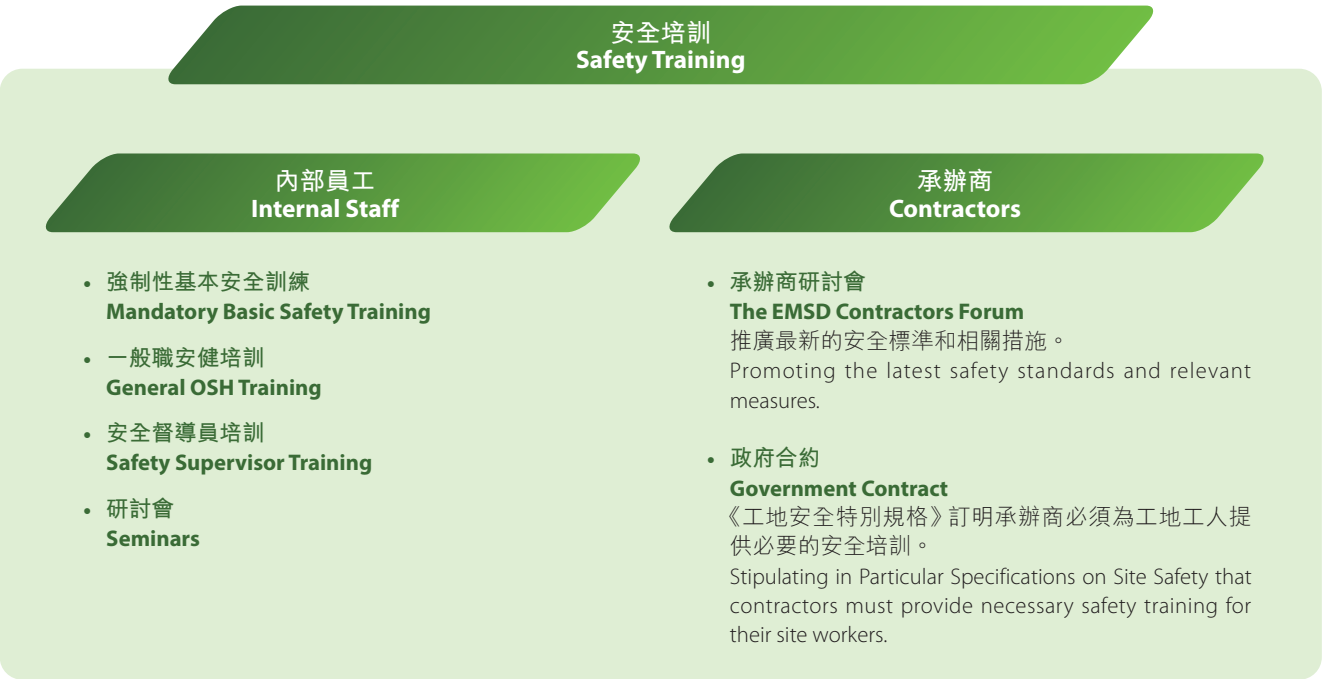 安全培訓
Safety Training
內部員工
Internal Staff
• 強制性基本安全訓練
Mandatory Basic Safety Training
• 一般職安健培訓
General OSH Training
• 安全督導員培訓
Safety Supervisor Training
• 研討會
Seminars
承辦商
Contractors
• 承辦商研討會
The EMSD Contractors Forum
推廣最新的安全標準和相關措施。
Promoting the latest safety standards and relevant
measures.
• 政府合約
Government Contract
《工地安全特別規格》訂明承辦商必須為工地工人提
供必要的安全培訓。
Stipulating in Particular Specifications on Site Safety that
contractors must provide necessary safety training for
their site workers.